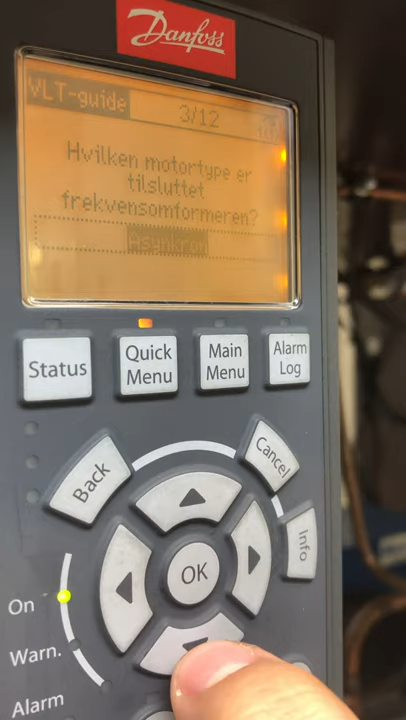 Danfoss
VLT-guide 3/12
Hvilken motortype er
tilsluttet
frekvensomformeren?
Asynkron
Status
Quick
Menu
Main
Menu
Alarm
Log
Back
Cancel
Info
OK
On
Warn.
Alarm